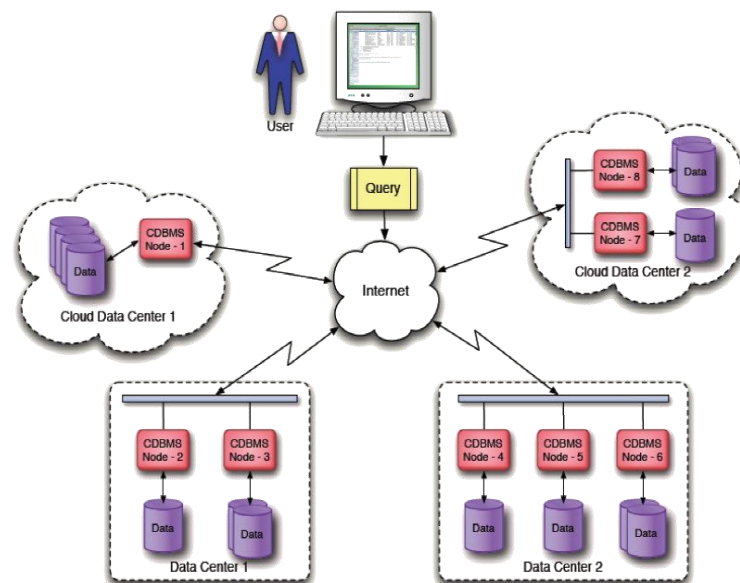 User
Query
Internet
CDBMS
Node - 1
Data
Cloud Data Center 1
CDBMS
Node - 8
Data
CDBMS
Node - 7
Data
Cloud Data Center 2
CDBMS
Node - 2
CDBMS
Node - 3
Data
Data
Data Center 1
CDBMS
Node - 4
CDBMS
Node - 5
CDBMS
Node - 6
Data
Data
Data
Data Center 2